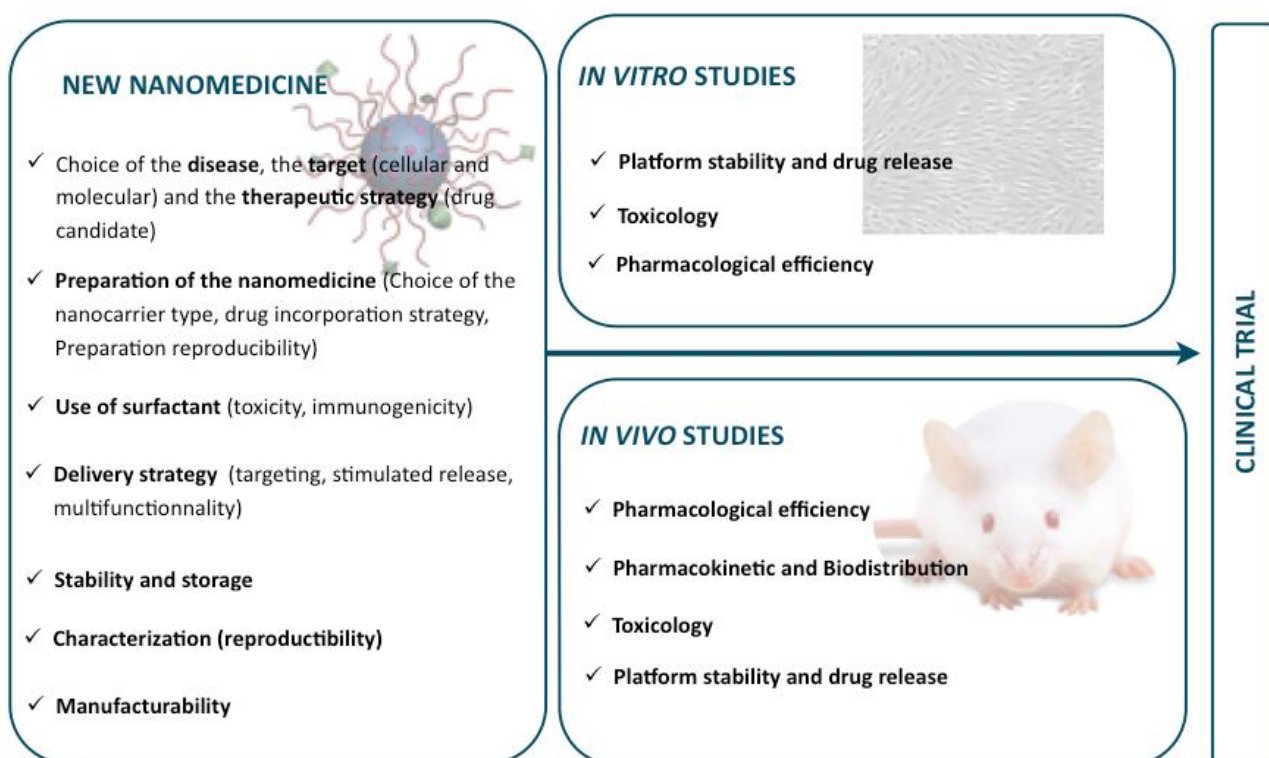 NEW NANOMEDICINE
✓ Choice of the disease, the target (cellular and
molecular) and the therapeutic strategy (drug
candidate)
✓ Preparation of the nanomedicine (Choice of the
nanocarrier type, drug incorporation strategy,
Preparation reproducibility)
✓ Use of surfactant (toxicity, immunogenicity)
✓ Delivery strategy (targeting, stimulated release,
multifunctionnality)
✓ Stability and storage
✓ Characterization (reproductibility)
✓ Manufacturability
IN VITRO STUDIES
✓ Platform stability and drug release
✓ Toxicology
✓ Pharmacological efficiency
IN VIVO STUDIES
✓ Pharmacological efficiency
✓ Pharmacokinetic and Biodistribution
✓ Toxicology
✓ Platform stability and drug release
CLINICAL TRIAL